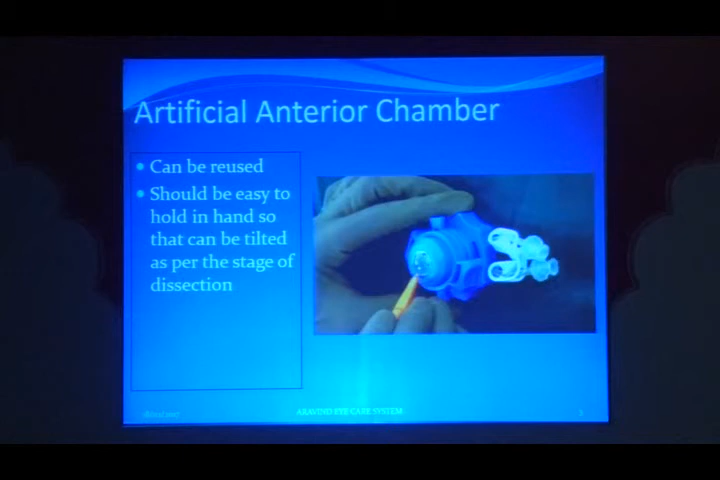 Artificial Anterior Chamber
Can be reused
Should be easy to
hold in hand so
that can be tilted
as per the stage of
dissection
ARAVIND EYE CARE SYSTEM